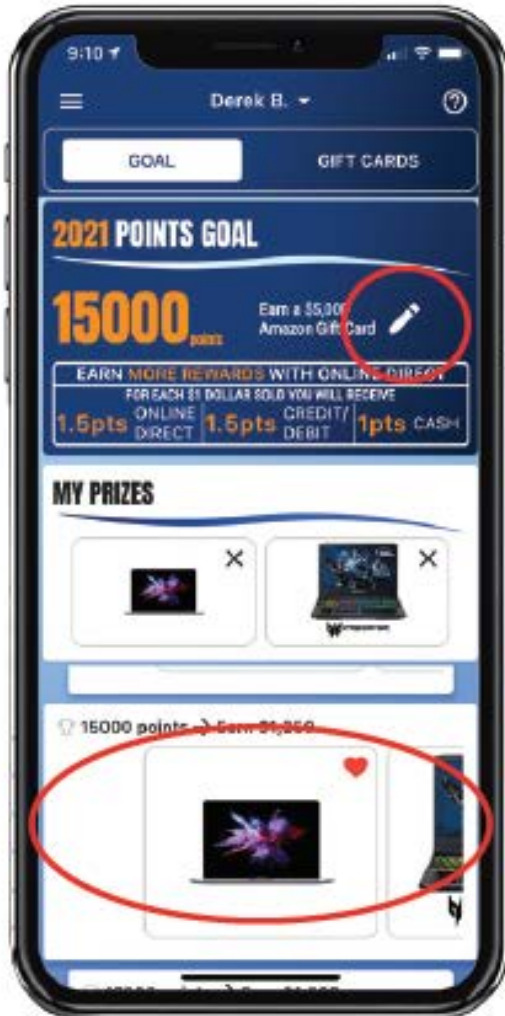 9:10
Derek B.
GOAL
GIFT CARDS
2021 POINTS GOAL
15000 points
Earn a
Amazon Gift Card
EARN MORE REWARDS WITH ONLINE DIRECT
FOR EACH $1 DOLLAR SOLD YOU WILL RECEIVE
1.5pts ONLINE DIRECT
1.5pts CREDIT/ DEBIT
1pts CASH
MY PRIZES
PREDATOR
15000 points → Earn